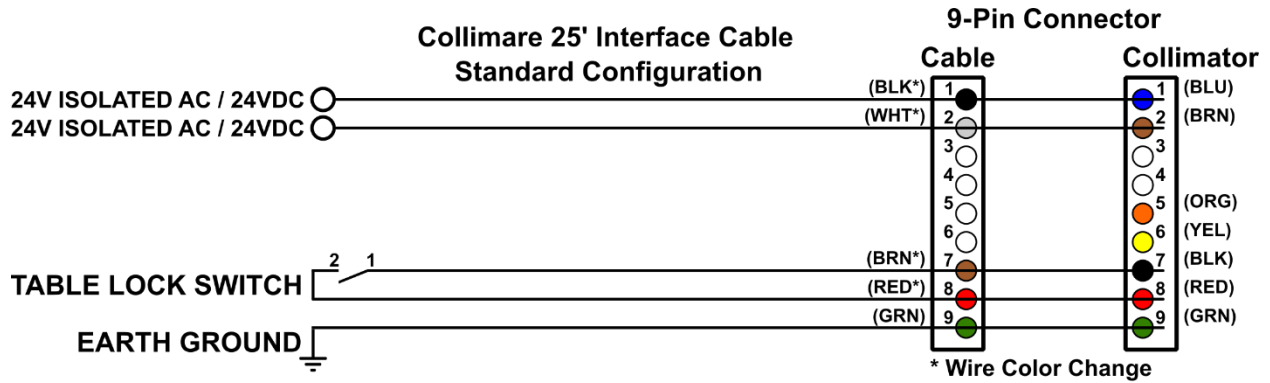 9-Pin Connector
Collimare 25' Interface Cable
Standard Configuration
Cable
Collimator
24V ISOLATED AC / 24VDC
(BLK*)
1
1
(BLU)
24V ISOLATED AC / 24VDC
(WHT*)
2
2
(BRN)
3
3
4
4
5
5
(ORG)
6
6
(YEL)
TABLE LOCK SWITCH
2
1
(BRN*)
7
7
(BLK)
(RED*)
8
8
(RED)
EARTH GROUND
(GRN)
9
9
(GRN)
* Wire Color Change